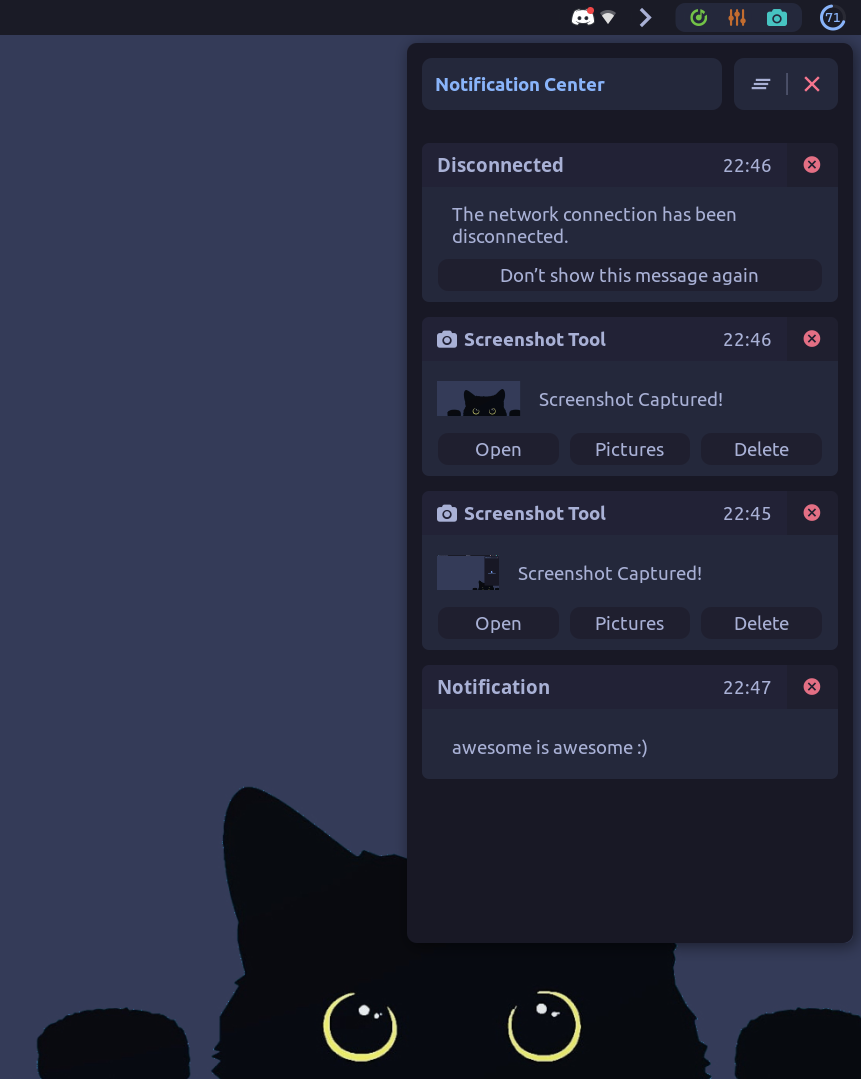 71
Notification Center
Disconnected 22:46
The network connection has been
disconnected.
Don't show this message again
Screenshot Tool 22:46
Screenshot Captured!
Open Pictures Delete
Screenshot Tool 22:45
Screenshot Captured!
Open Pictures Delete
Notification 22:47
awesome is awesome :)